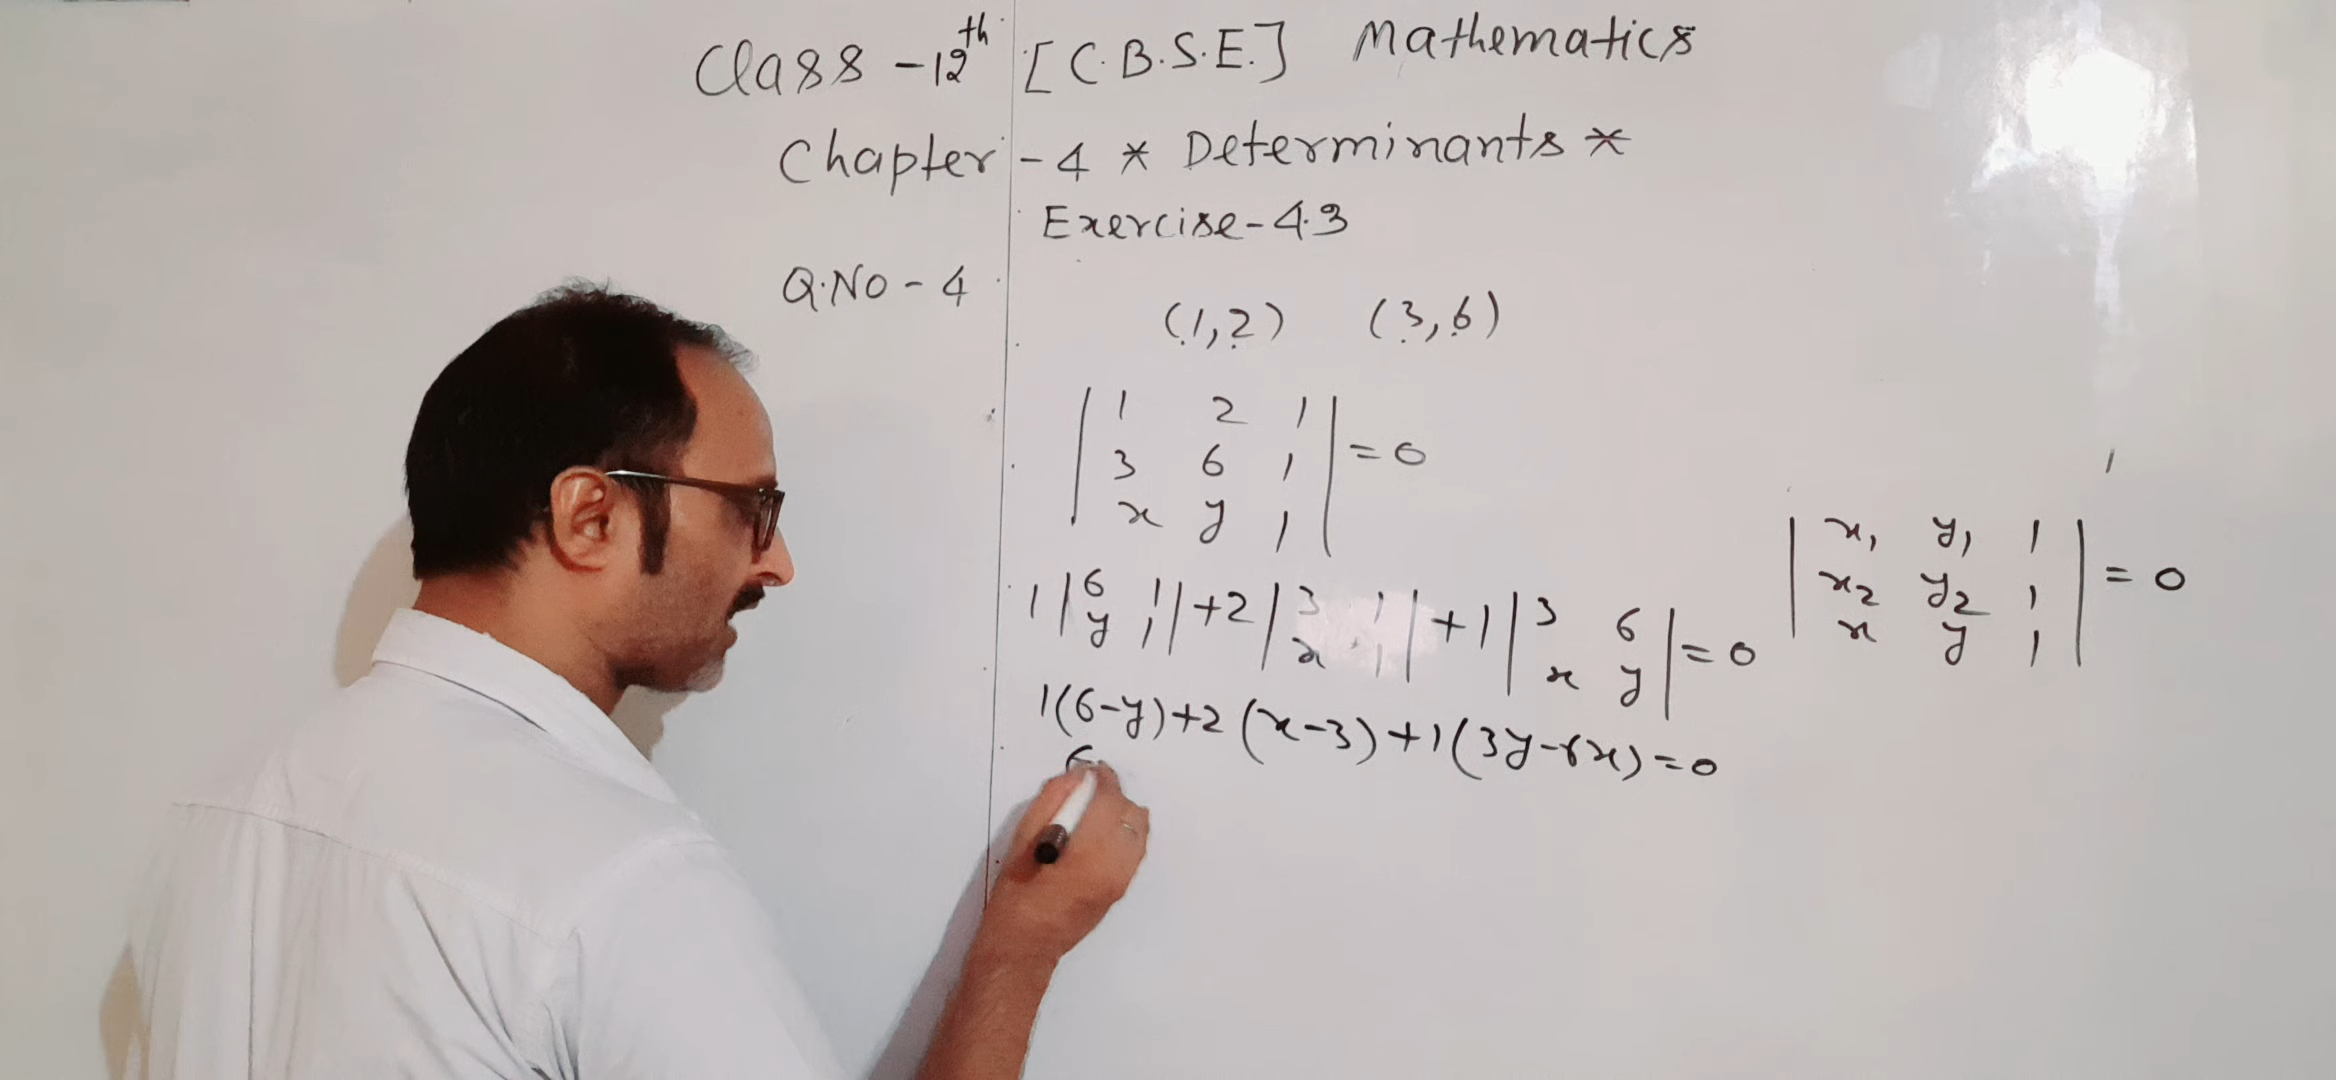 Class - 12th [C.B.S.E.] Mathematics
Chapter - 4 * Determinants *
Exercise - 4.3
Q.NO - 4
(1,2) (3,6)
| 1 2 1 |
| 3 6 1 | = 0
| x y 1 |
1
| x₁ y₁ 1 |
| x₂ y₂ 1 | = 0
| x y 1 |
1 | 6 1 | + 2 | 3 1 | + 1 | 3 6 | = 0
| y 1 | | x 1 | | x y |
1(6-y)+2(x-3)+1(3y-6x)=0
6